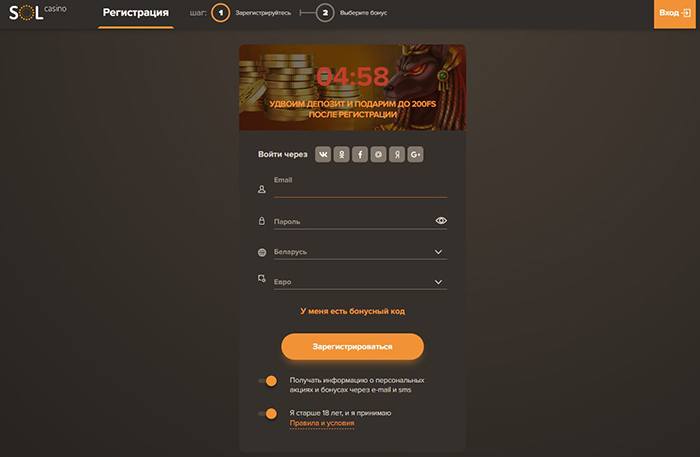 SOL casino
Регистрация
шаг:
1
Зарегистрируйтесь
2
Выберите бонус
Вход
04:58
УДВОИМ ДЕПОЗИТ И ПОДАРИМ ДО 200FS
ПОСЛЕ РЕГИСТРАЦИИ
Войти через
G+
Email
Пароль
Беларусь
Евро
У меня есть бонусный код
Зарегистрироваться
Получать информацию о персональных
акциях и бонусах через e-mail и sms
Я старше 18 лет, и я принимаю
Правила и условия